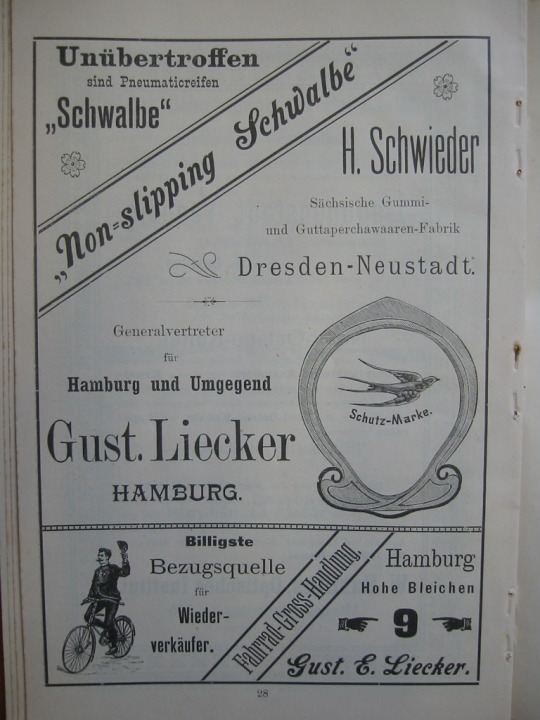 Unübertroffen
sind Pneumaticreifen
„Schwalbe“
„Non-slipping Schwalbe“
H. Schwieder
Sächsische Gummi-
und Guttaperchawaaren-Fabrik
Dresden-Neustadt.
Generalvertreter
für
Hamburg und Umgegend
Gust. Liecker
HAMBURG.
Schutz-Marke.
Billigste
Bezugsquelle
für
Wieder-
verkäufer.
Fahrrad-Gross-Handlung.
Hamburg
Hohe Bleichen
9
Gust. E. Liecker.
28